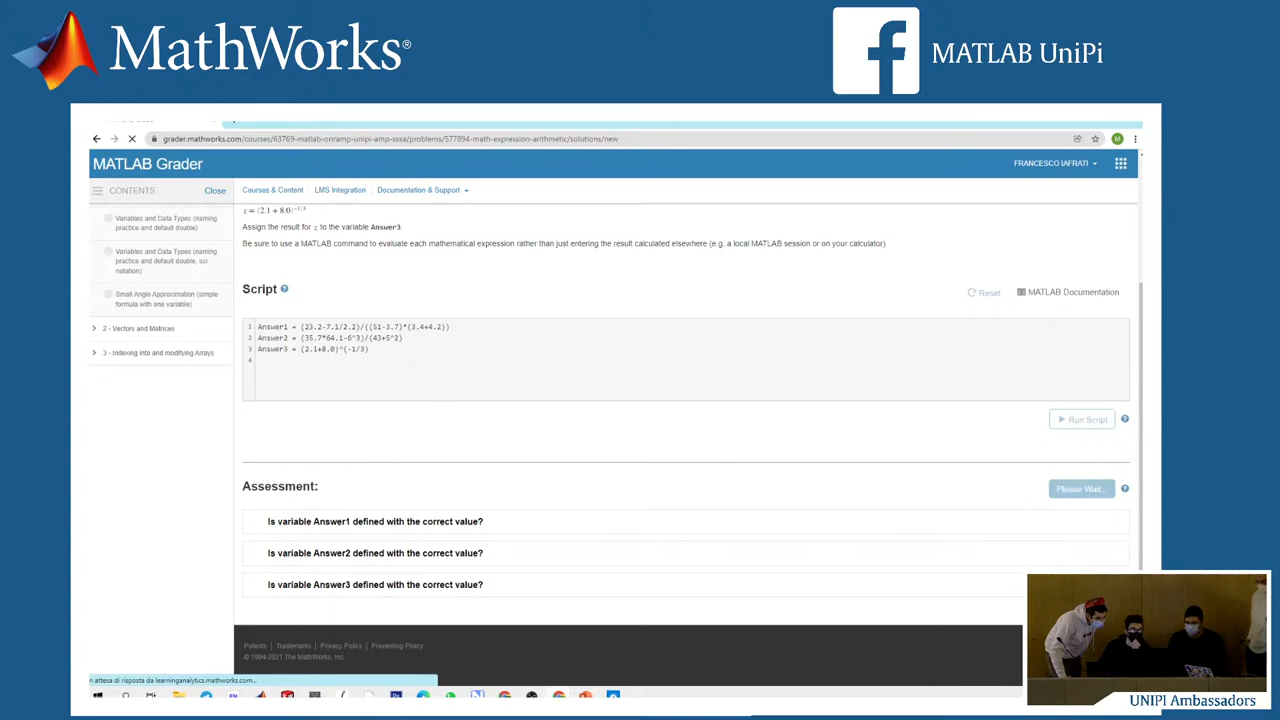 MathWorks®
MATLAB UniPi
grader.mathworks.com/courses/63769-matlab-onramp-unipi-amp-sssa/problems/577894-math-expression-arithmetic/solutions/new
MATLAB Grader
FRANCESCO IAFRATI
CONTENTS
Close
Courses & Content
LMS Integration
Documentation & Support
Variables and Data Types (naming
practice and default double)
Variables and Data Types (naming
practice and default double, sci
notation)
Small Angle Approximation (simple
formula with one variable)
2 - Vectors and Matrices
3 - Indexing into and modifying Arrays
z = (2.1 + 8.0)^{-1/3}
Assign the result for z to the variable Answer3.
Be sure to use a MATLAB command to evaluate each mathematical expression rather than just entering the result calculated elsewhere (e.g. a local MATLAB session or on your calculator).
Script
Reset
MATLAB Documentation
1 Answer1 = (23.2-7.1/2.2)/((51-3.7)*(3.4+4.2))
2 Answer2 = (35.7*64.1-6^3)/(43+5^2)
3 Answer3 = (2.1+8.0)^(-1/3)
4
Run Script
Assessment:
Please Wait...
Is variable Answer1 defined with the correct value?
Is variable Answer2 defined with the correct value?
Is variable Answer3 defined with the correct value?
Patents | Trademarks | Privacy Policy | Preventing Piracy
© 1994-2021 The MathWorks, Inc.
n attesa di risposta da learninganalytics.mathworks.com...
UNIPI Ambassadors